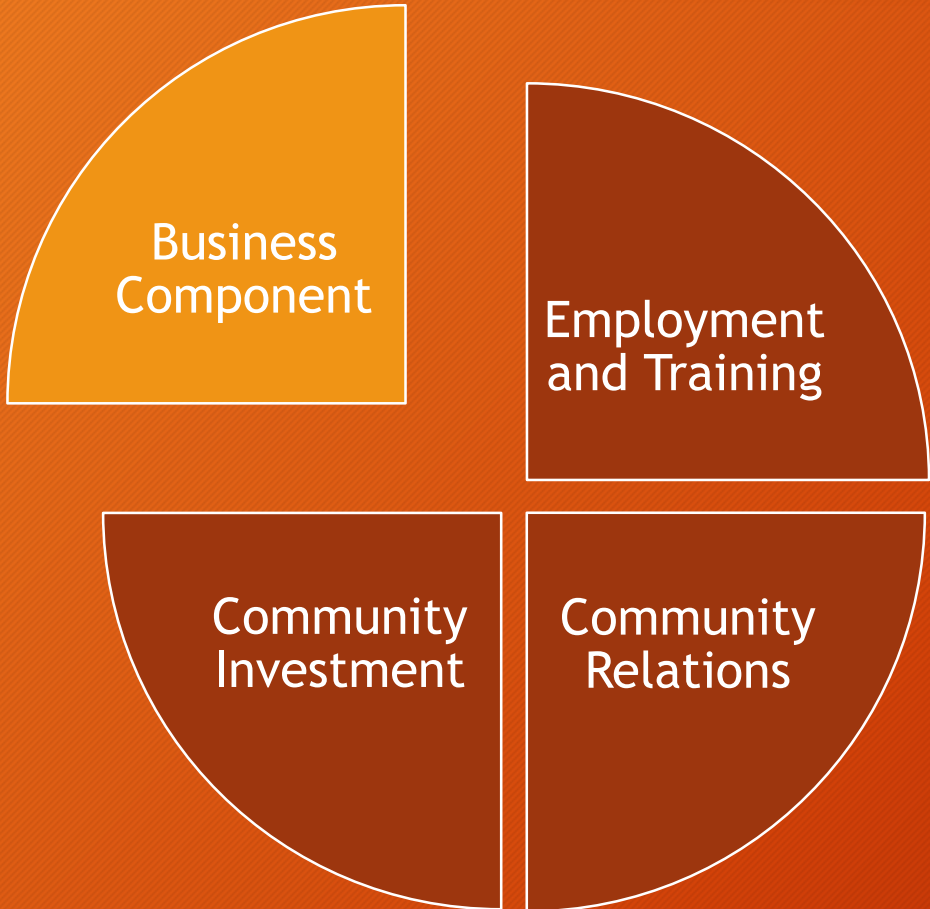 Business
Component
Employment
and Training
Community
Investment
Community
Relations